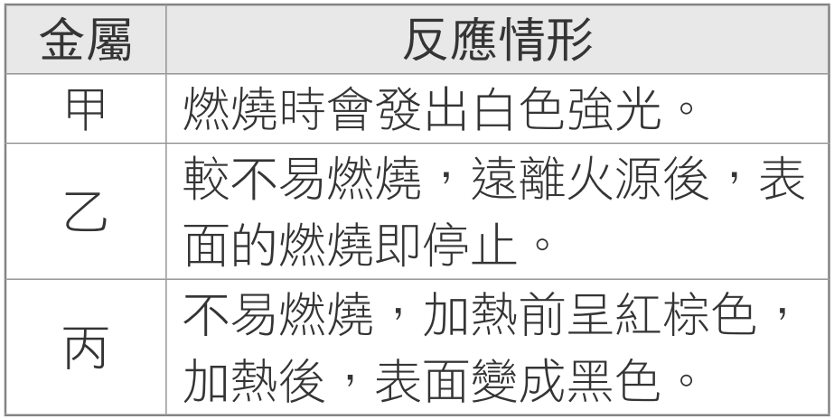 金屬 反應情形
甲 燃燒時會發出白色強光。
乙 較不易燃燒，遠離火源後，表
面的燃燒即停止。
丙 不易燃燒，加熱前呈紅棕色，
加熱後，表面變成黑色。